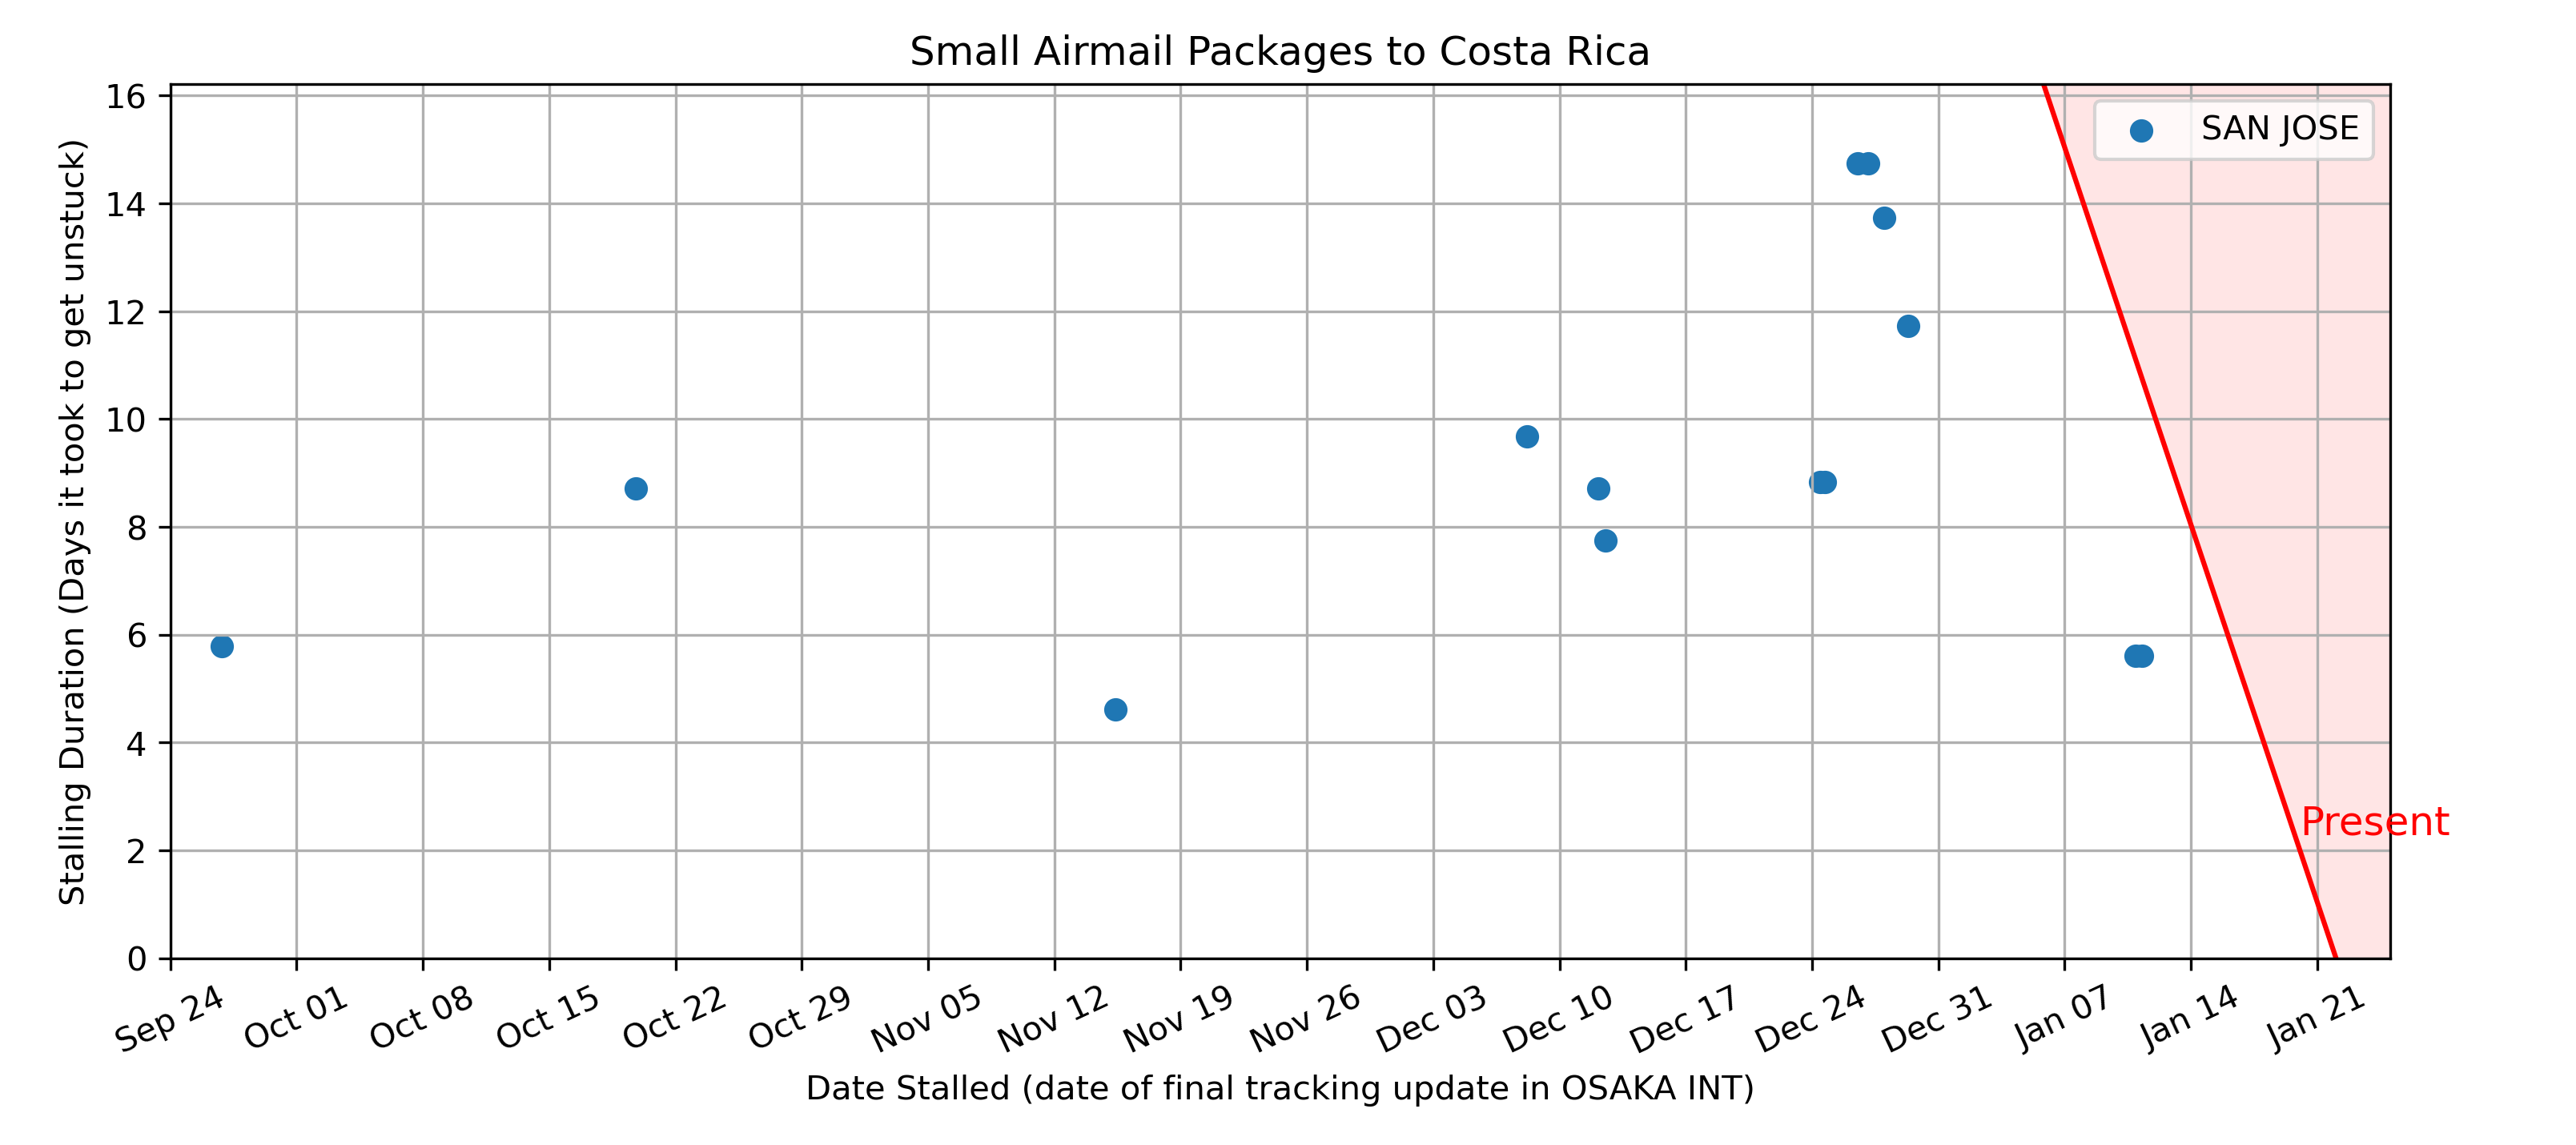 Small Airmail Packages to Costa Rica
Stalling Duration (Days it took to get unstuck)
16
14
12
10
8
6
4
2
0
SAN JOSE
Present
Sep 24
Oct 01
Oct 08
Oct 15
Oct 22
Oct 29
Nov 05
Nov 12
Nov 19
Nov 26
Dec 03
Dec 10
Dec 17
Dec 24
Dec 31
Jan 07
Jan 14
Jan 21
Date Stalled (date of final tracking update in OSAKA INT)